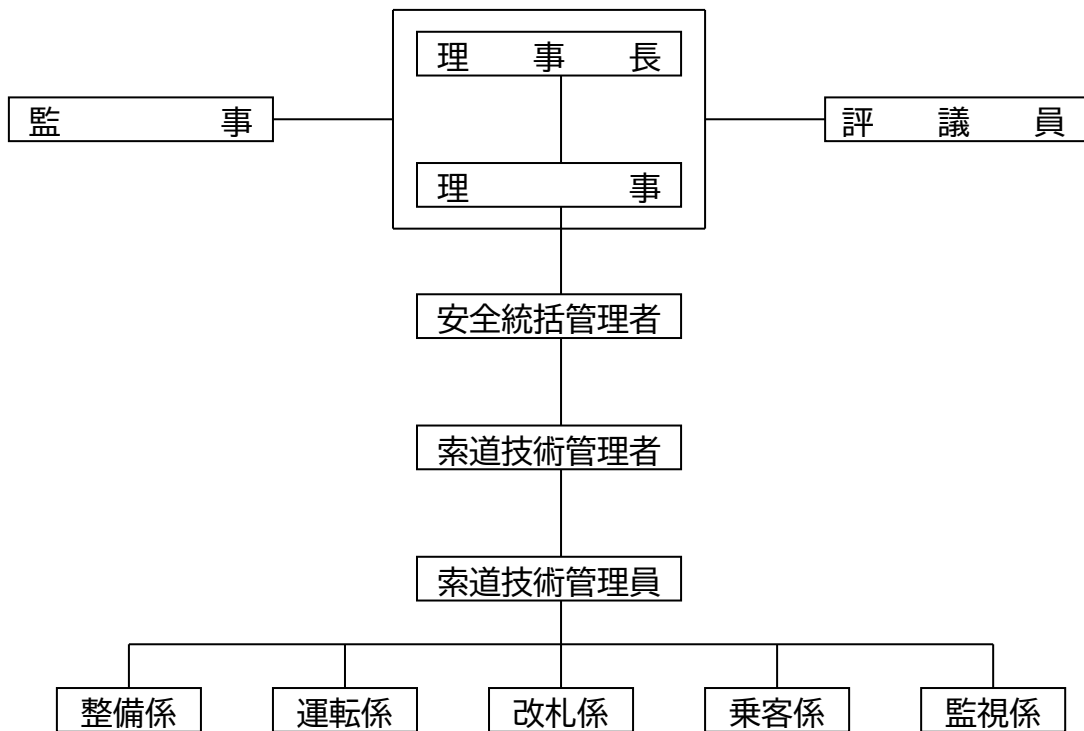 理事長
監事
評議員
理事
安全統括管理者
索道技術管理者
索道技術管理員
整備係
運転係
改札係
乗客係
監視係